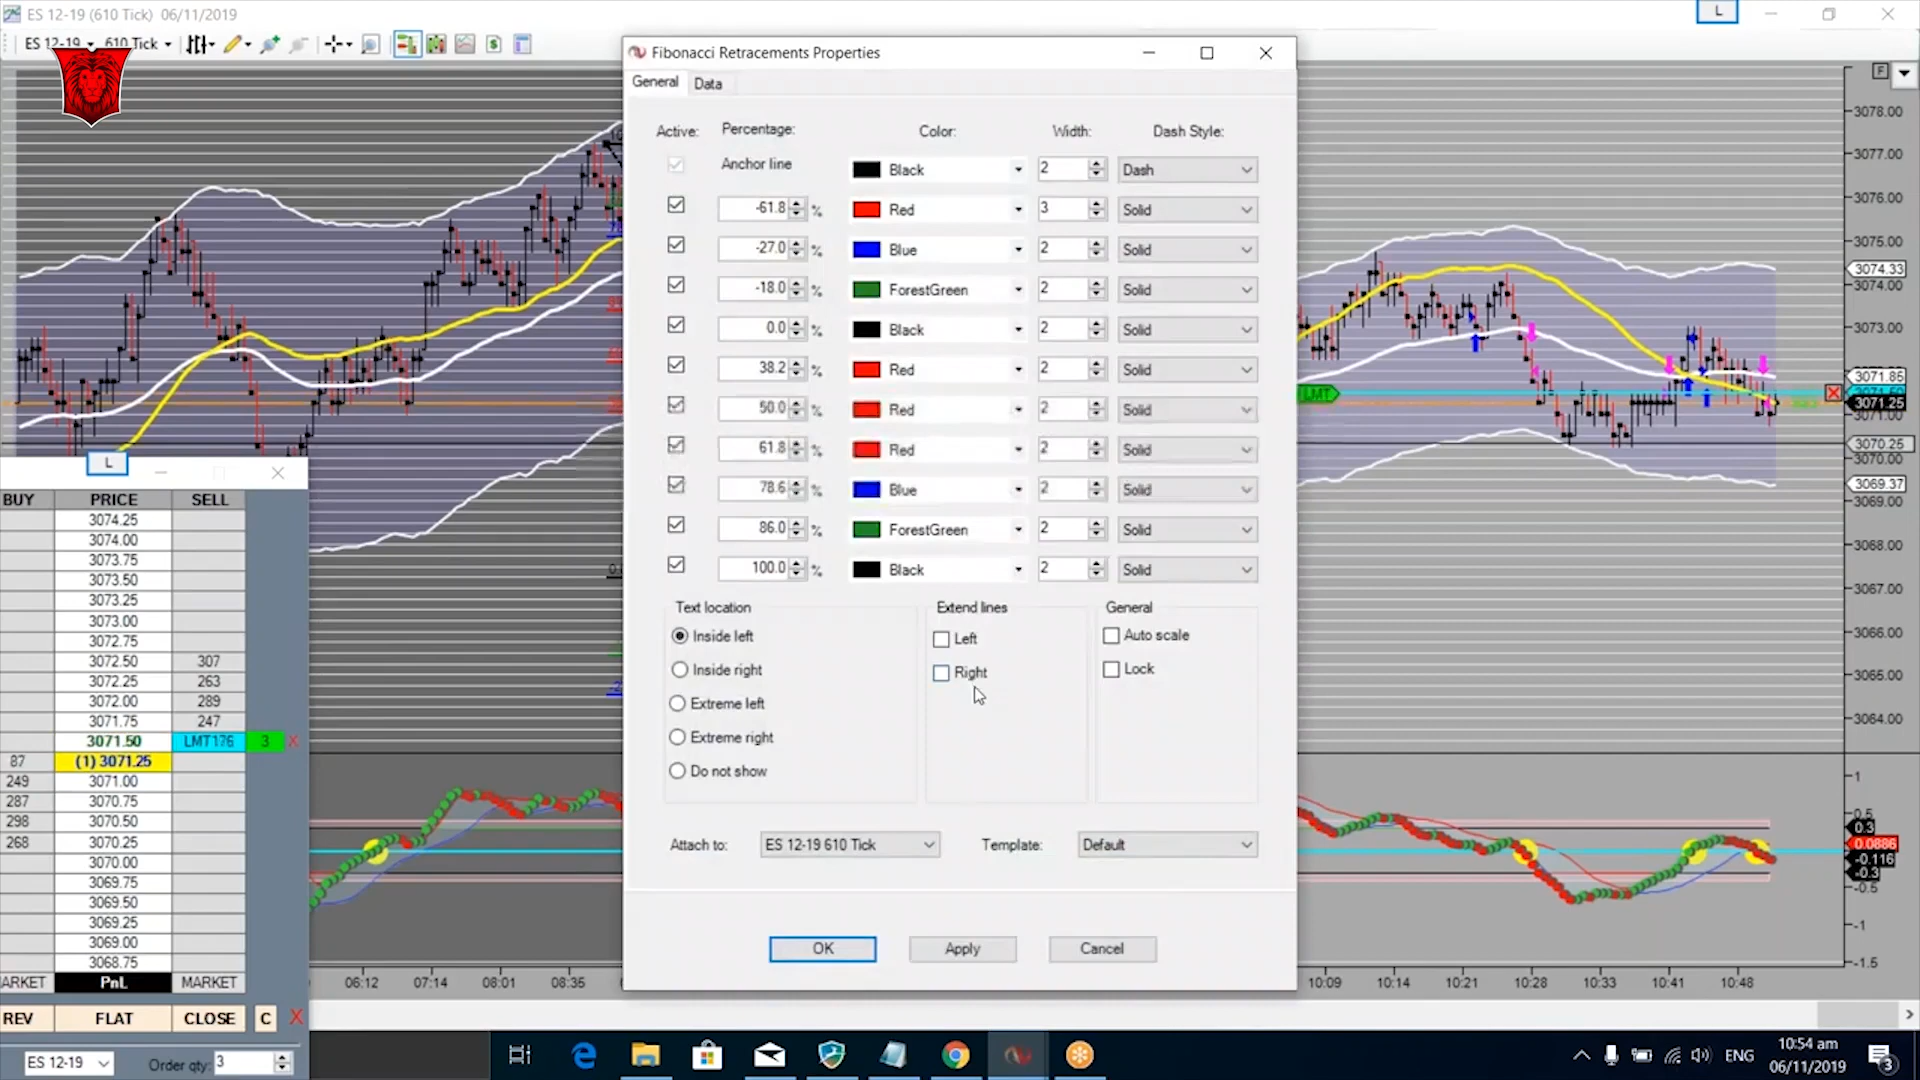 ES 12-19 (610 Tick)  06/11/2019
L
ES 12-19 610 Tick
Fibonacci Retracements Properties
General Data
Active: Percentage: Color: Width: Dash Style:
Anchor line Black 2 Dash
-61.8 % Red 3 Solid
-27.0 % Blue 2 Solid
-18.0 % ForestGreen 2 Solid
0.0 % Black 2 Solid
38.2 % Red 2 Solid
50.0 % Red 2 Solid
61.8 % Red 2 Solid
78.6 % Blue 2 Solid
86.0 % ForestGreen 2 Solid
100.0 % Black 2 Solid
Text location Extend lines General
Inside left Left Auto scale
Inside right Right Lock
Extreme left
Extreme right
Do not show
Attach to: ES 12-19 610 Tick Template: Default
OK Apply Cancel
F
3078.00
3077.00
3076.00
3075.00
3074.33
3074.00
3073.00
3071.85
3071.25
3071.00
3070.25
3070.00
3069.37
3069.00
3068.00
3067.00
3066.00
3065.00
3064.00
LMT
1
0.5
0.3
0.0886
-0.116
-0.3
-0.5
-1
-1.5
L
BUY PRICE SELL
3074.25
3074.00
3073.75
3073.50
3073.25
3073.00
3072.75
3072.50 307
3072.25 263
3072.00 289
3071.75 247
3071.50 LMT176 3 X
87 (1) 3071.25
249 3071.00
287 3070.75
298 3070.50
268 3070.25
3070.00
3069.75
3069.50
3069.25
3069.00
3068.75
ARKET PnL MARKET
REV FLAT CLOSE C X
ES 12-19 Order qty: 3
06:12 07:14 08:01 08:35
10:09 10:14 10:21 10:28 10:33 10:41 10:48
ENG
10:54 am
06/11/2019
3